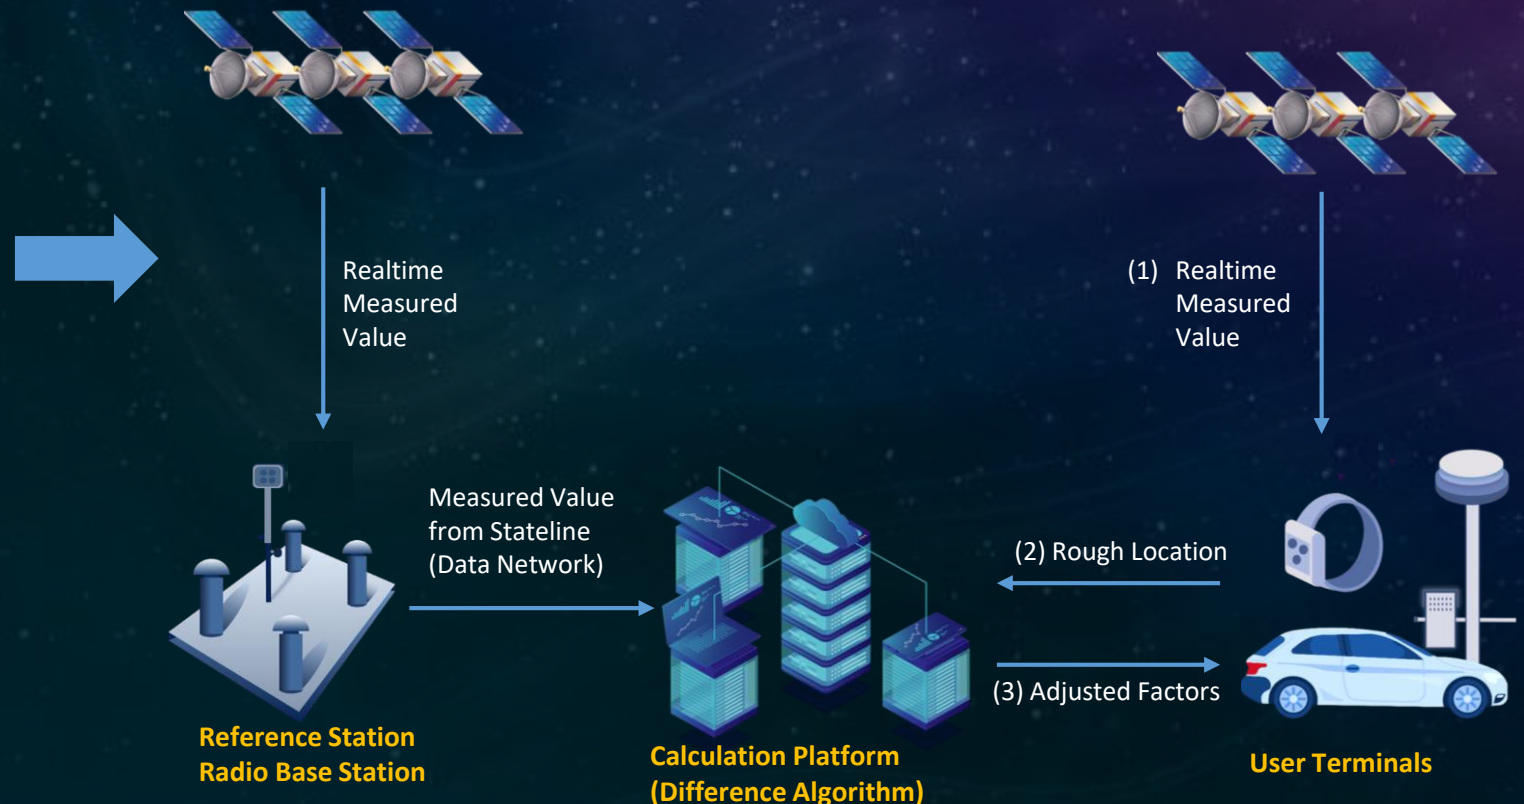 Realtime
Measured
Value
(1) Realtime
Measured
Value
Measured Value
from Stateline
(Data Network)
(2) Rough Location
(3) Adjusted Factors
Reference Station
Radio Base Station
Calculation Platform
(Difference Algorithm)
User Terminals